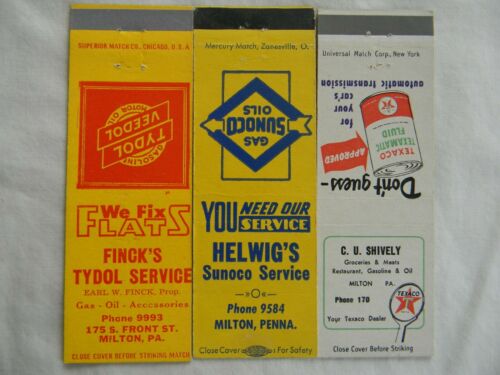 SUPERIOR MATCH CO., CHICAGO, U.S.A
GASOLINE
TYDOL
VEEDOL
MOTOR OIL
We Fix
FLATS
FINCK'S
TYDOL SERVICE
EARL W. FINCK, Prop.
Gas - Oil - Accessories
Phone 9993
175 S. FRONT ST.
MILTON, PA.
CLOSE COVER BEFORE STRIKING MATCH
Mercury Match, Zanesville, O.
GAS
SUNOCO
OILS
YOU NEED OUR
SERVICE
HELWIG'S
Sunoco Service
Phone 9584
MILTON, PENNA.
Close Cover For Safety
Universal Match Corp., New York
Don't guess-
APPROVED
for
your
car's
automatic transmission
TEXACO
TEXAMATIC
FLUID
C. U. SHIVELY
Groceries & Meats
Restaurant, Gasoline & Oil
MILTON PA.
Phone 170
Your Texaco Dealer
TEXACO
T
Close Cover Before Striking